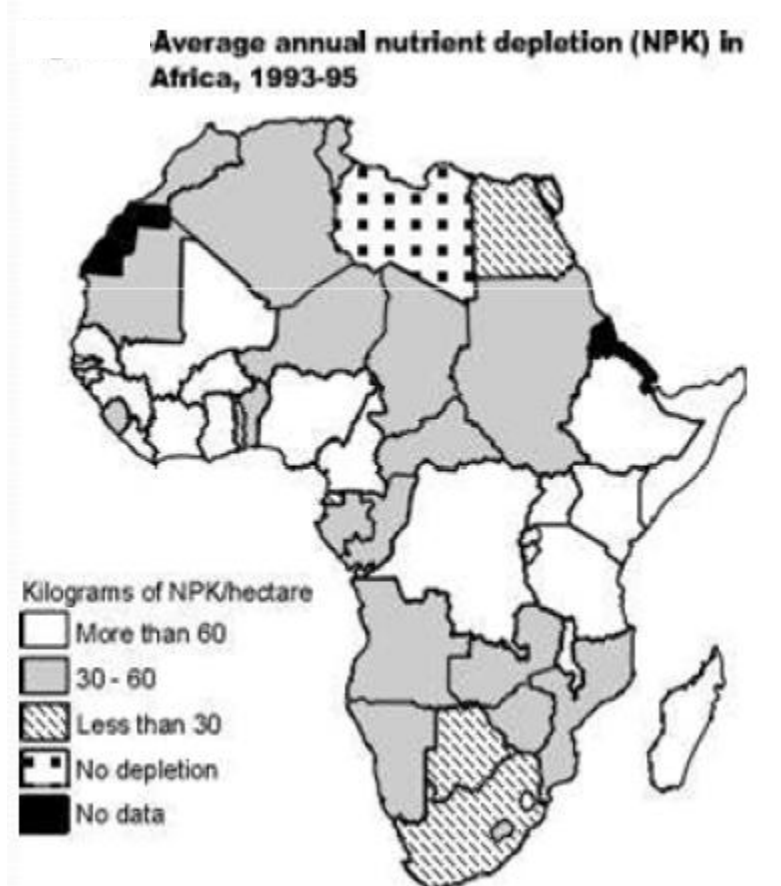 Average annual nutrient depletion (NPK) in
Africa, 1993-95
Kilograms of NPK/hectare
More than 60
30 - 60
Less than 30
No depletion
No data